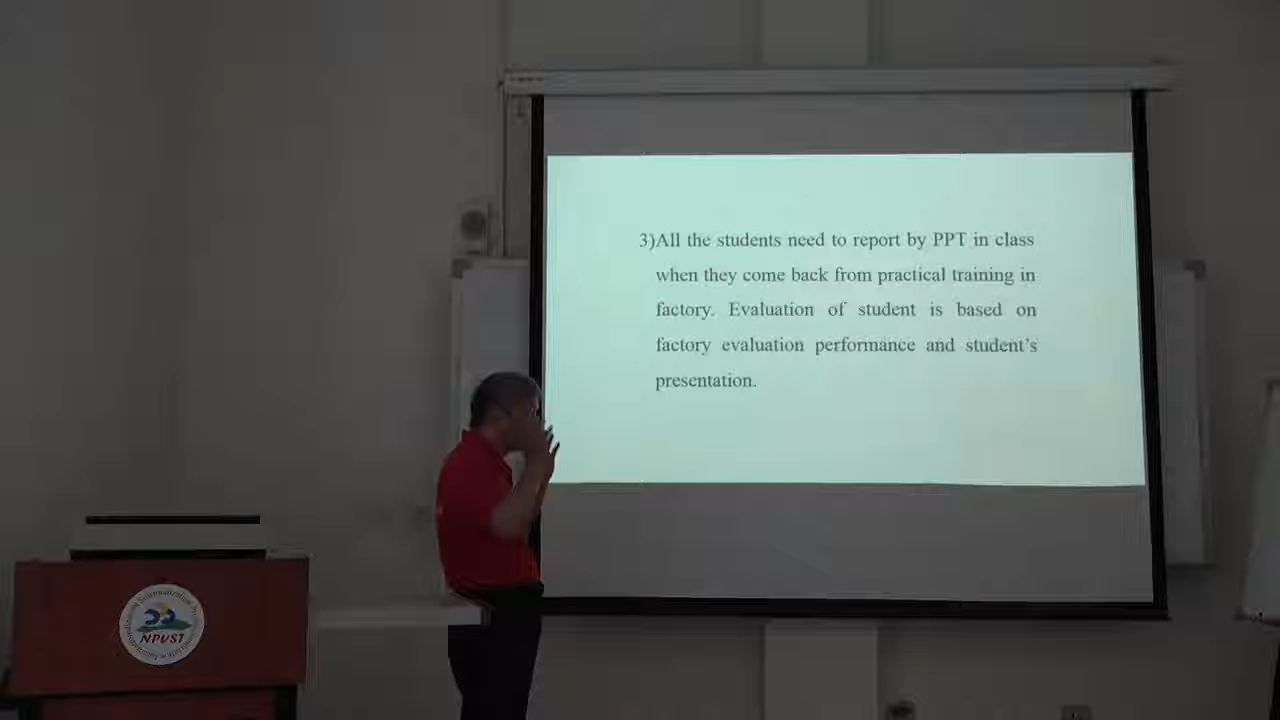 3)All the students need to report by PPT in class
when they come back from practical training in
factory. Evaluation of student is based on
factory evaluation performance and student's
presentation.
NPUST